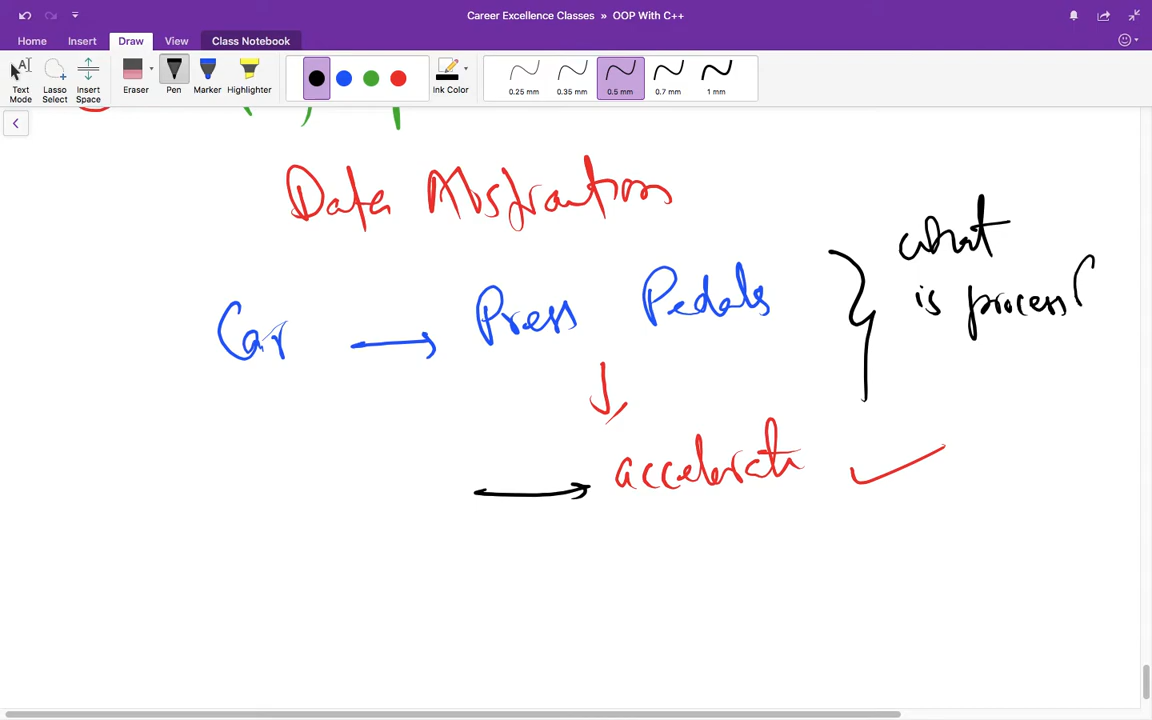 Career Excellence Classes » OOP With C++
Home Insert Draw View Class Notebook
Text Mode
Lasso Select
Insert Space
Eraser
Pen
Marker
Highlighter
Ink Color
0.25 mm
0.35 mm
0.5 mm
0.7 mm
1 mm
Data Abstraction
what
is process
Car → Press Pedals
accelerate